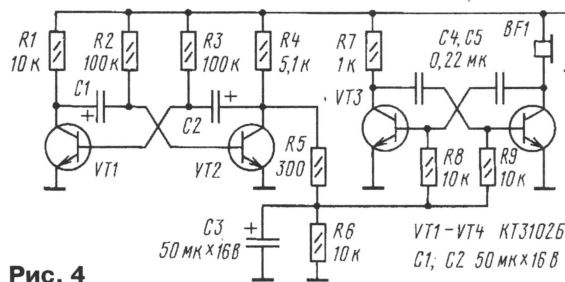 R1
10 к
R2
100к
R3
100к
R4
5,1 к
R7
1 к
C4, C5
0,22 мк
BF1
C1
+
C2
+
VT3
VT1
VT2
R5
300
R8
10 к
R9
10 к
C3
+
50 мк × 16 В
R6
10 к
VT1 – VT4 КТ3102Б
C1, C2 50 мк × 16 В
Рис. 4